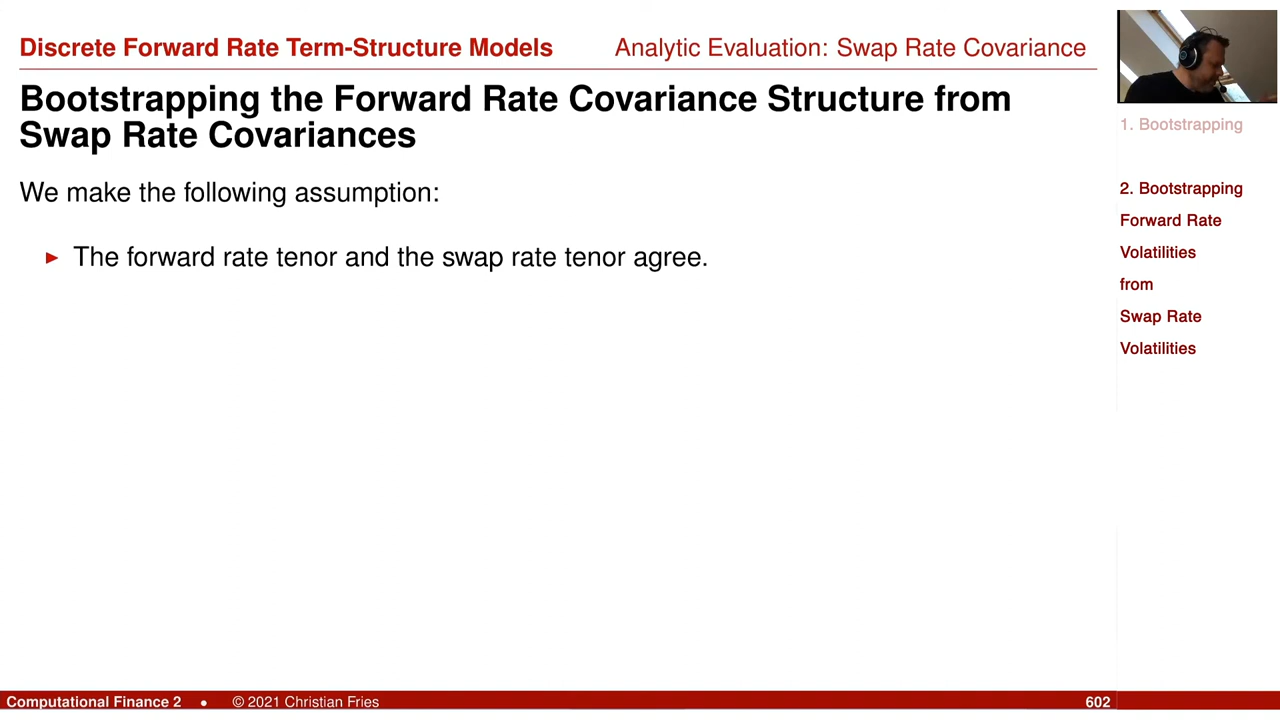 Discrete Forward Rate Term-Structure Models
Analytic Evaluation: Swap Rate Covariance
Bootstrapping the Forward Rate Covariance Structure from
Swap Rate Covariances
We make the following assumption:
► The forward rate tenor and the swap rate tenor agree.
1. Bootstrapping
2. Bootstrapping
Forward Rate
Volatilities
from
Swap Rate
Volatilities
Computational Finance 2 • © 2021 Christian Fries
602